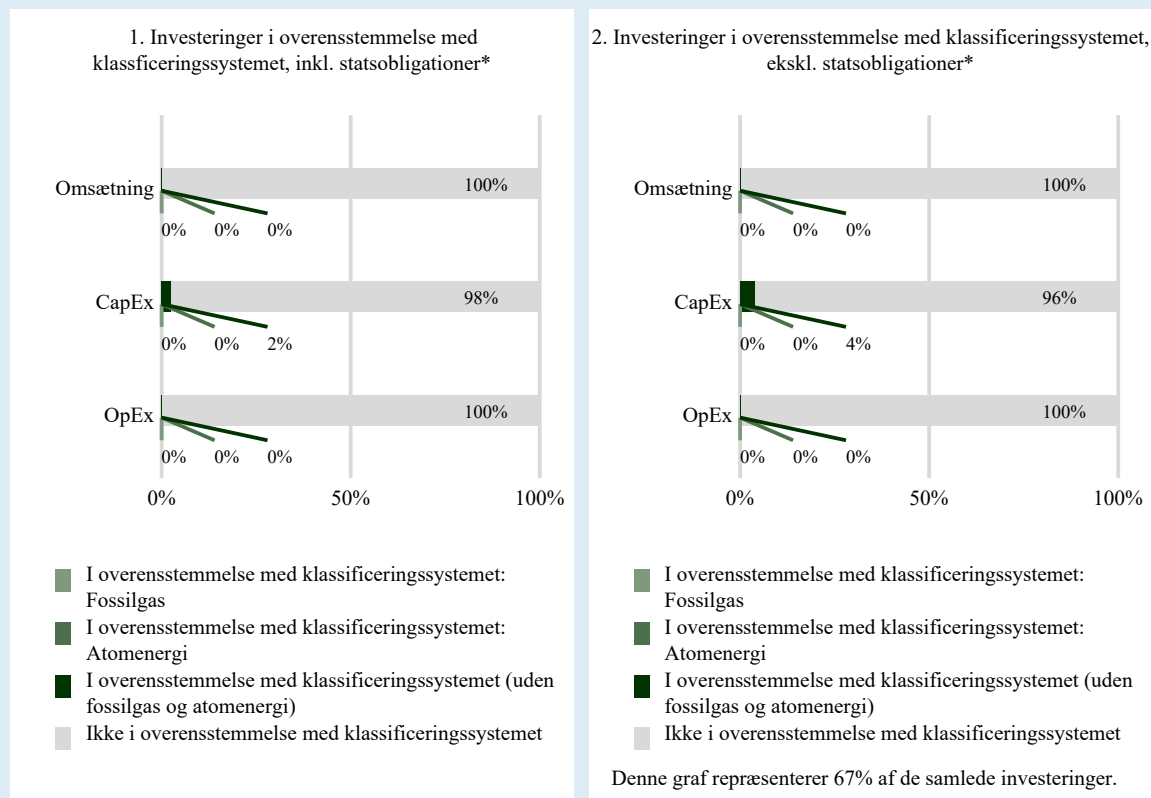 1. Investeringer i overensstemmelse med
klassficeringssystemet, inkl. statsobligationer*
Omsætning
100%
0% 0% 0%
CapEx
98%
0% 0% 2%
OpEx
100%
0% 0% 0%
0% 50% 100%
I overensstemmelse med klassificeringssystemet:
Fossilgas
I overensstemmelse med klassificeringssystemet:
Atomenergi
I overensstemmelse med klassificeringssystemet (uden
fossilgas og atomenergi)
Ikke i overensstemmelse med klassificeringssystemet
2. Investeringer i overensstemmelse med klassificeringssystemet,
ekskl. statsobligationer*
Omsætning
100%
0% 0% 0%
CapEx
96%
0% 0% 4%
OpEx
100%
0% 0% 0%
0% 50% 100%
I overensstemmelse med klassificeringssystemet:
Fossilgas
I overensstemmelse med klassificeringssystemet:
Atomenergi
I overensstemmelse med klassificeringssystemet (uden
fossilgas og atomenergi)
Ikke i overensstemmelse med klassificeringssystemet
Denne graf repræsenterer 67% af de samlede investeringer.